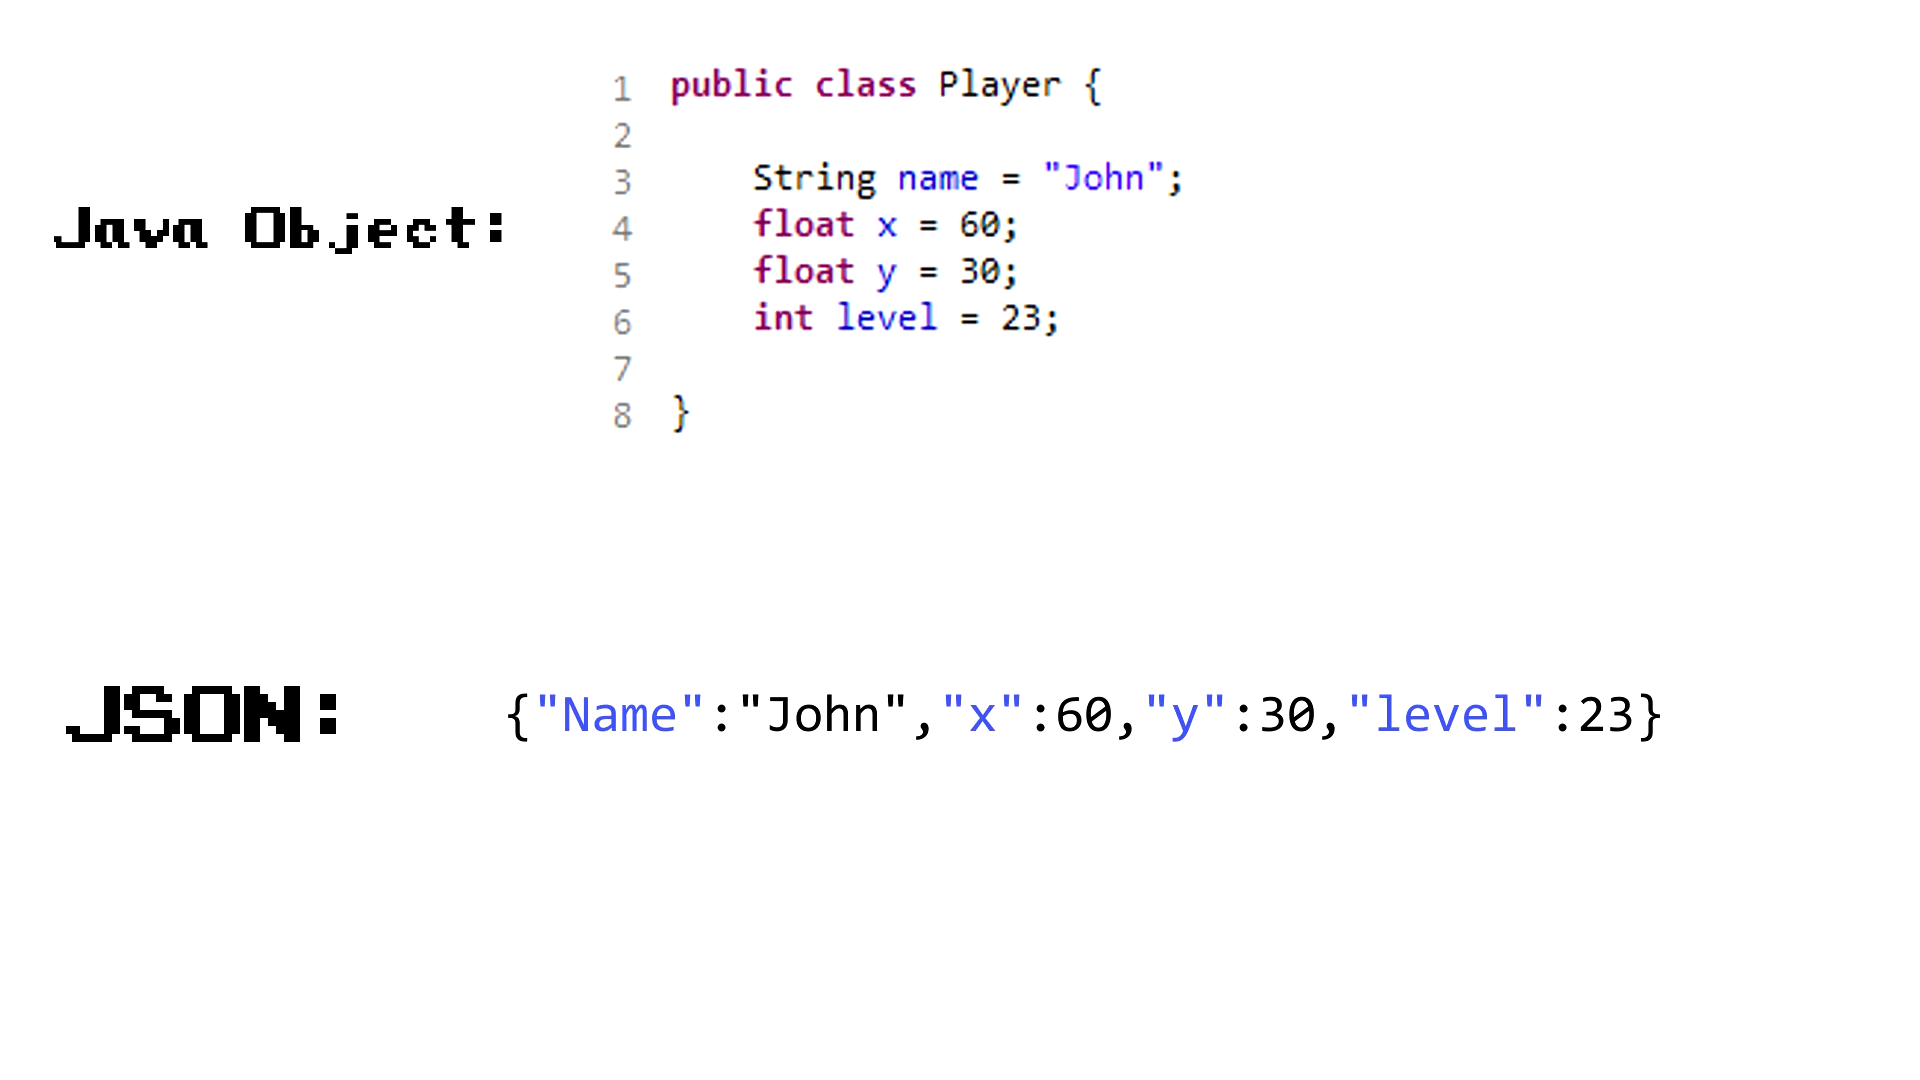 Java Object:
1 public class Player {
2
3 String name = "John";
4 float x = 60;
5 float y = 30;
6 int level = 23;
7
8 }
JSON: {"Name":"John","x":60,"y":30,"level":23}